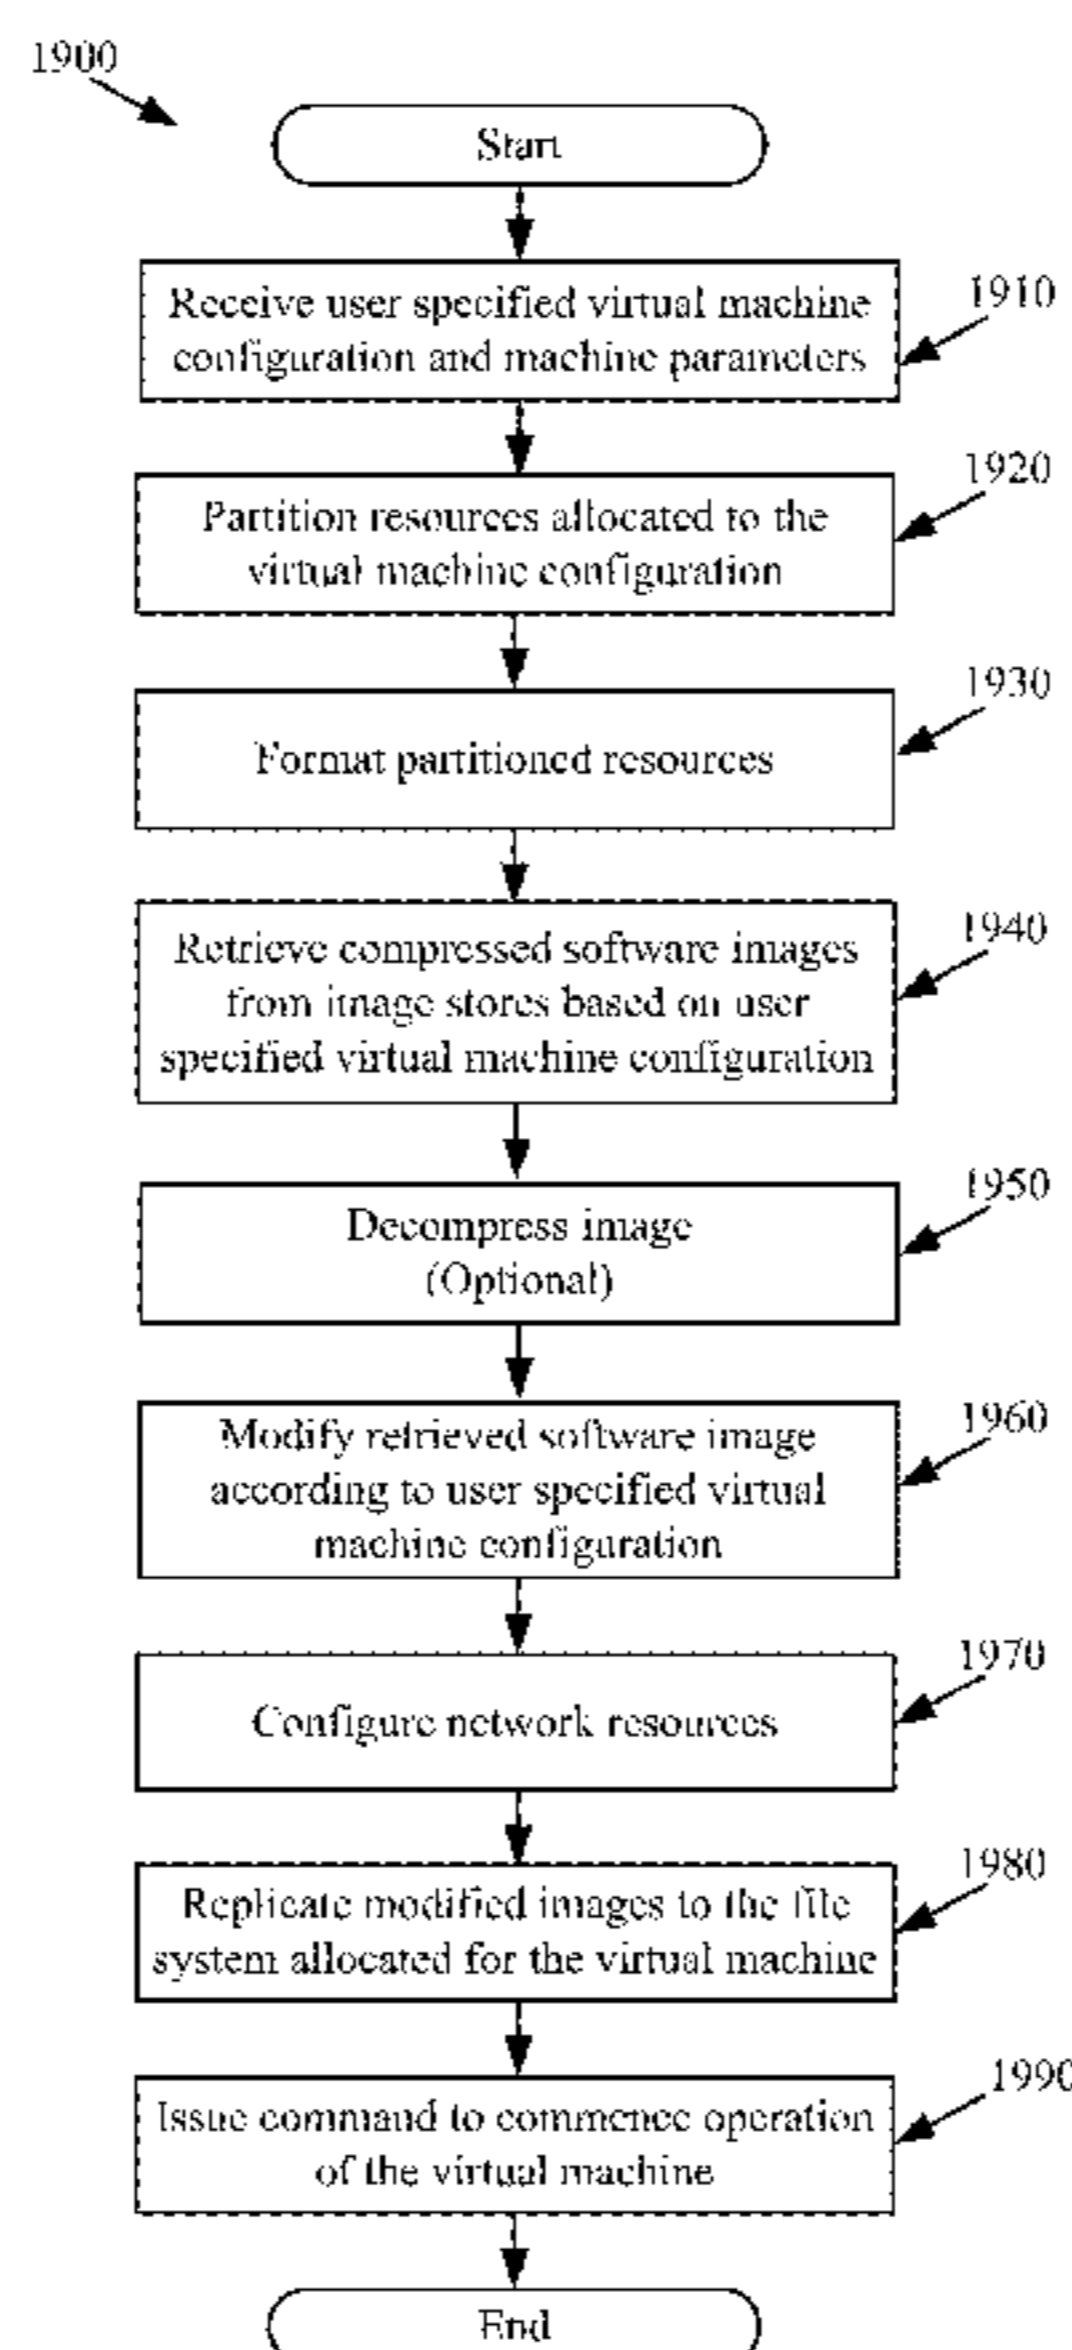 1900
Start
Receive user specified virtual machine
configuration and machine parameters
1910
Partition resources allocated to the
virtual machine configuration
1920
Format partitioned resources
1930
Retrieve compressed software images
from image stores based on user
specified virtual machine configuration
1940
Decompress image
(Optional)
1950
Modify retrieved software image
according to user specified virtual
machine configuration
1960
Configure network resources
1970
Replicate modified images to the file
system allocated for the virtual machine
1980
Issue command to commence operation
of the virtual machine
1990
End